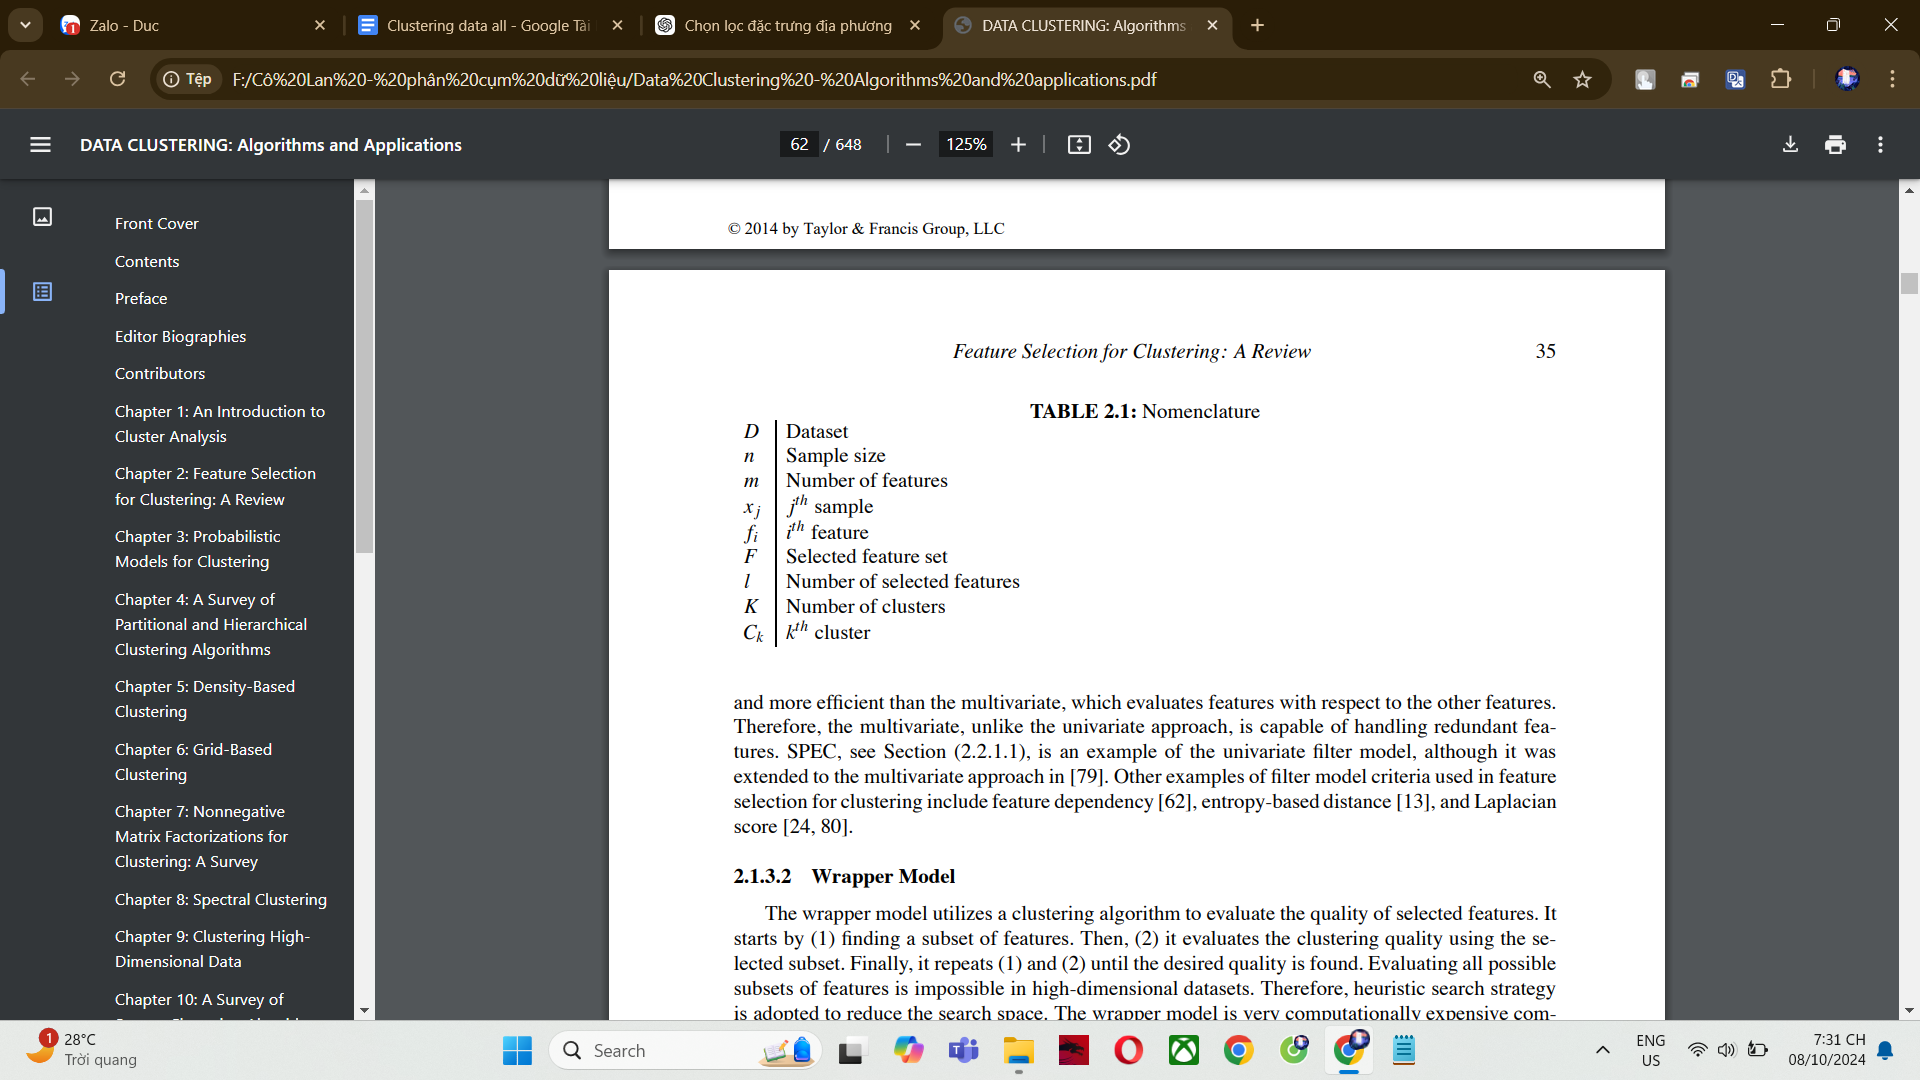 Zalo - Duc
Clustering data all - Google Tài
Chọn lọc đặc trưng địa phương
DATA CLUSTERING: Algorithms
Tệp
F:/Cô%20Lan%20-%20phân%20cụm%20dữ%20liệu/Data%20Clustering%20-%20Algorithms%20and%20applications.pdf
DATA CLUSTERING: Algorithms and Applications
62 / 648
125%
Front Cover
Contents
Preface
Editor Biographies
Contributors
Chapter 1: An Introduction to
Cluster Analysis
Chapter 2: Feature Selection
for Clustering: A Review
Chapter 3: Probabilistic
Models for Clustering
Chapter 4: A Survey of
Partitional and Hierarchical
Clustering Algorithms
Chapter 5: Density-Based
Clustering
Chapter 6: Grid-Based
Clustering
Chapter 7: Nonnegative
Matrix Factorizations for
Clustering: A Survey
Chapter 8: Spectral Clustering
Chapter 9: Clustering High-
Dimensional Data
Chapter 10: A Survey of
© 2014 by Taylor & Francis Group, LLC
Feature Selection for Clustering: A Review 35
TABLE 2.1: Nomenclature
D Dataset
n Sample size
m Number of features
x_j j^th sample
f_i i^th feature
F Selected feature set
l Number of selected features
K Number of clusters
C_k k^th cluster
and more efficient than the multivariate, which evaluates features with respect to the other features.
Therefore, the multivariate, unlike the univariate approach, is capable of handling redundant fea-
tures. SPEC, see Section (2.2.1.1), is an example of the univariate filter model, although it was
extended to the multivariate approach in [79]. Other examples of filter model criteria used in feature
selection for clustering include feature dependency [62], entropy-based distance [13], and Laplacian
score [24, 80].
2.1.3.2 Wrapper Model
The wrapper model utilizes a clustering algorithm to evaluate the quality of selected features. It
starts by (1) finding a subset of features. Then, (2) it evaluates the clustering quality using the se-
lected subset. Finally, it repeats (1) and (2) until the desired quality is found. Evaluating all possible
subsets of features is impossible in high-dimensional datasets. Therefore, heuristic search strategy
is adopted to reduce the search space. The wrapper model is very computationally expensive com-
1
28°C
Trời quang
Search
ENG
US
7:31 CH
08/10/2024